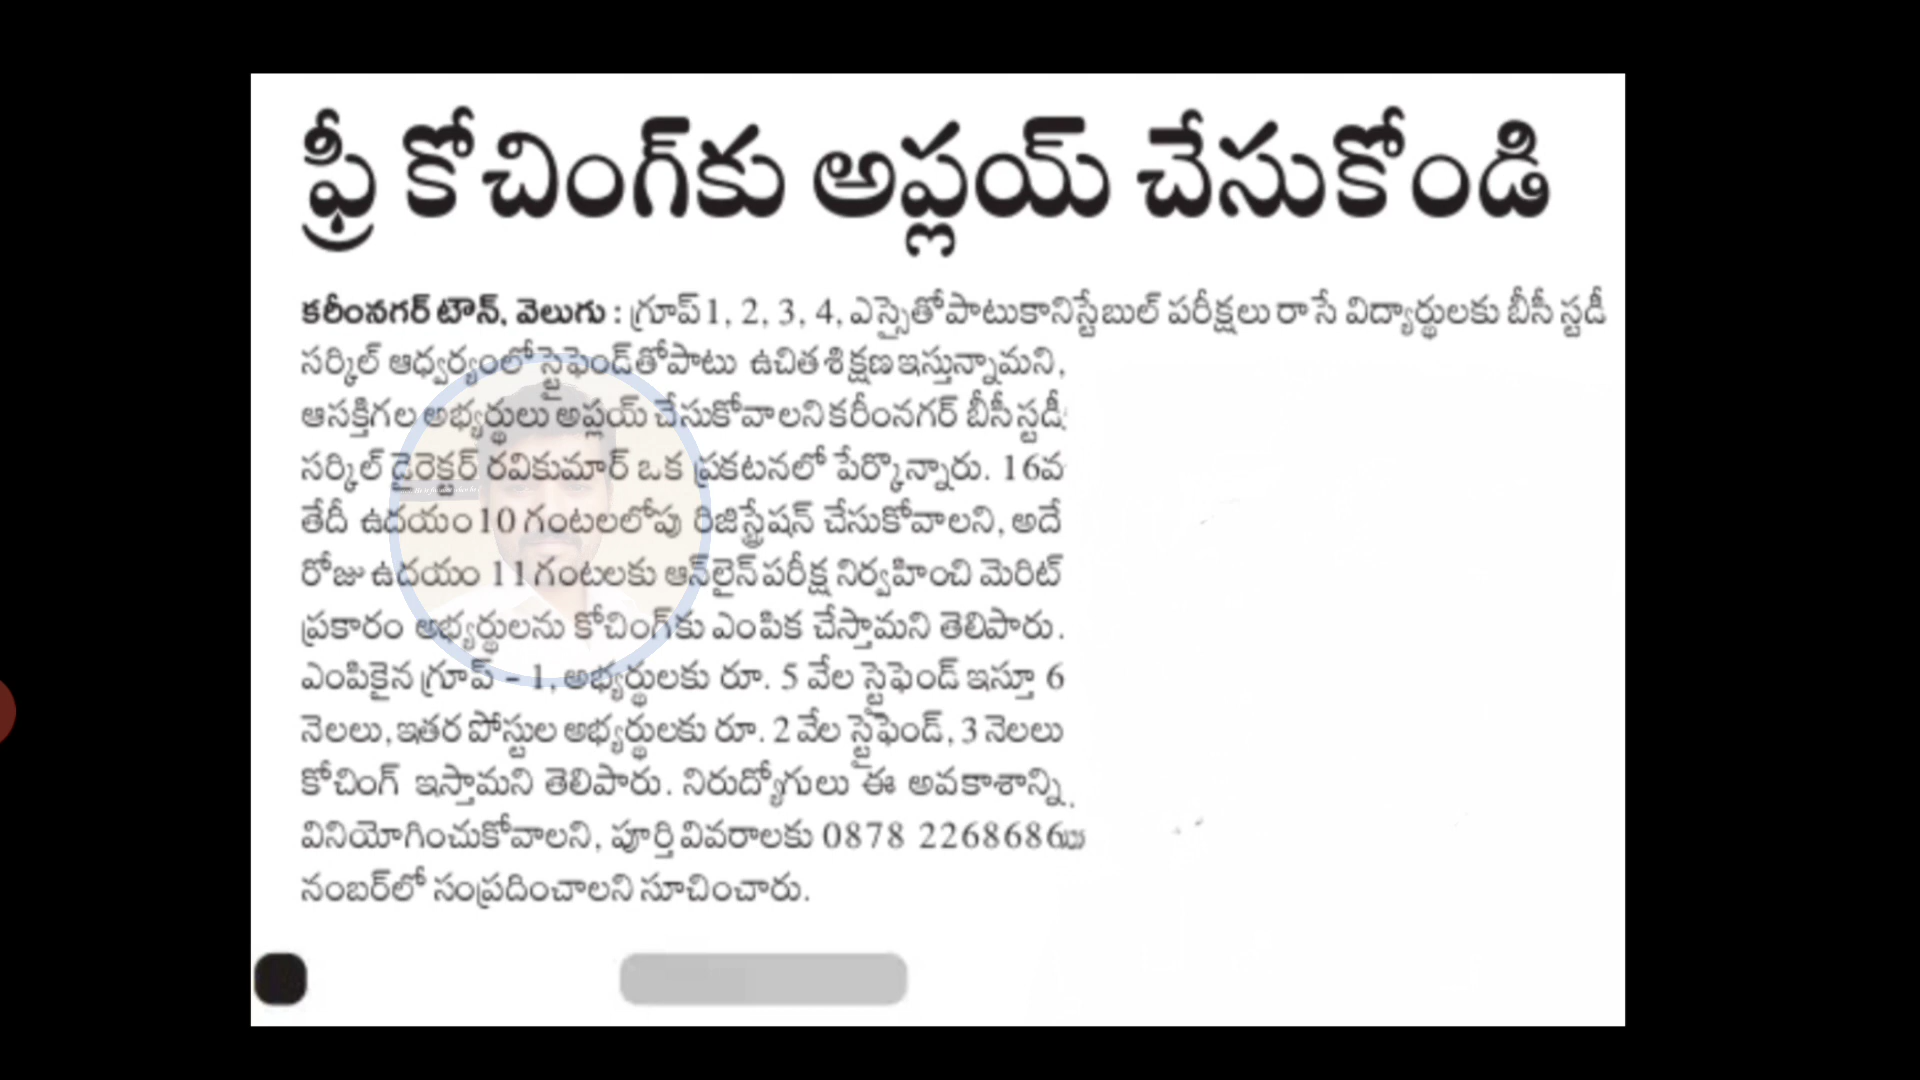 ఫ్రీ కోచింగ్‌కు అప్లయ్ చేసుకోండి
కరీంనగర్ టౌన్, వెలుగు : గ్రూప్ 1, 2, 3, 4, ఎస్సైతోపాటు కానిస్టేబుల్ పరీక్షలు రాసే విద్యార్థులకు బీసీ స్టడీ
సర్కిల్ ఆధ్వర్యంలో స్టైఫెండ్‌తోపాటు ఉచిత శిక్షణ ఇస్తున్నామని,
ఆసక్తిగల అభ్యర్థులు అప్లయ్ చేసుకోవాలని కరీంనగర్ బీసీ స్టడీ
సర్కిల్ డైరెక్టర్ రవికుమార్ ఒక ప్రకటనలో పేర్కొన్నారు. 16వ
తేదీ ఉదయం 10 గంటలలోపు రిజిస్ట్రేషన్ చేసుకోవాలని, అదే
రోజు ఉదయం 11 గంటలకు ఆన్‌లైన్ పరీక్ష నిర్వహించి మెరిట్
ప్రకారం అభ్యర్థులను కోచింగ్‌కు ఎంపిక చేస్తామని తెలిపారు.
ఎంపికైన గ్రూప్ – 1, అభ్యర్థులకు రూ. 5 వేల స్టైఫెండ్ ఇస్తూ 6
నెలలు, ఇతర పోస్టుల అభ్యర్థులకు రూ. 2 వేల స్టైఫెండ్, 3 నెలలు
కోచింగ్ ఇస్తామని తెలిపారు. నిరుద్యోగులు ఈ అవకాశాన్ని
వినియోగించుకోవాలని, పూర్తి వివరాలకు 0878 2268686
నంబర్‌లో సంప్రదించాలని సూచించారు.